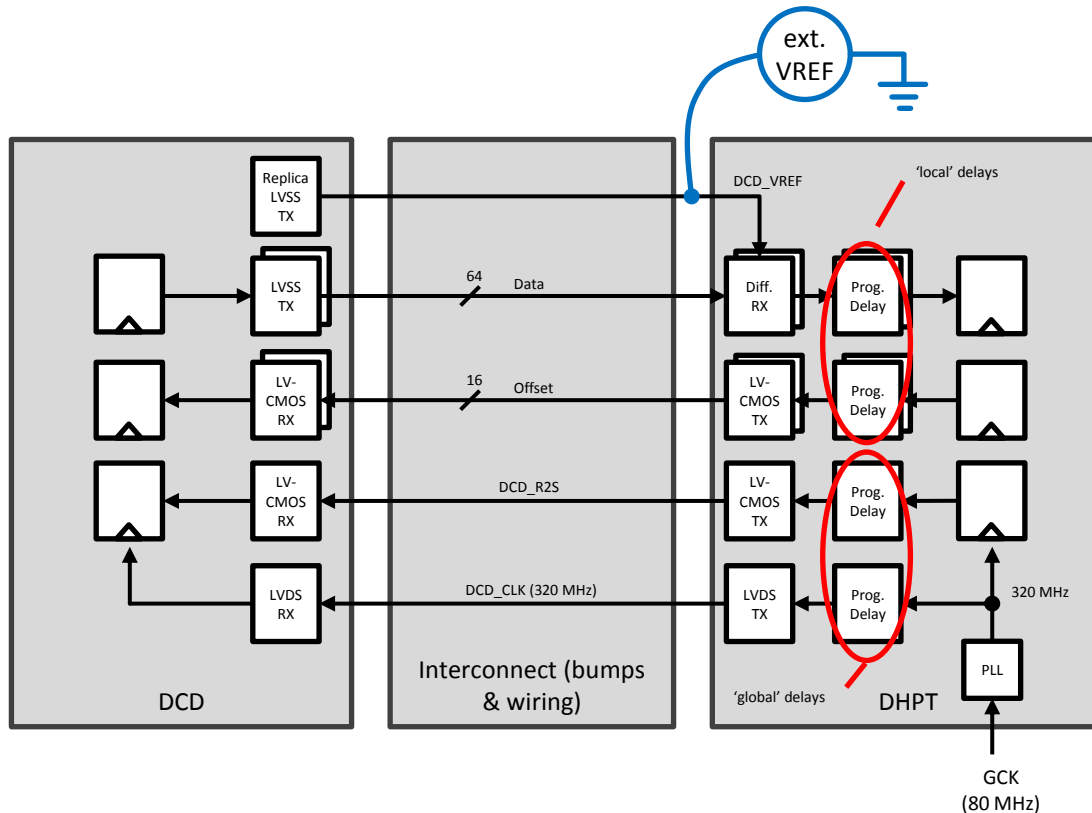 ext.
VREF
Replica
LVSS
TX
DCD_VREF
'local' delays
LVSS
TX
64
Data
Diff.
RX
Prog.
Delay
LV-
CMOS
RX
16
Offset
LV-
CMOS
TX
Prog.
Delay
LV-
CMOS
RX
DCD_R2S
LV-
CMOS
TX
Prog.
Delay
LVDS
RX
DCD_CLK (320 MHz)
LVDS
TX
Prog.
Delay
320 MHz
PLL
'global' delays
DCD
Interconnect (bumps
& wiring)
DHPT
GCK
(80 MHz)